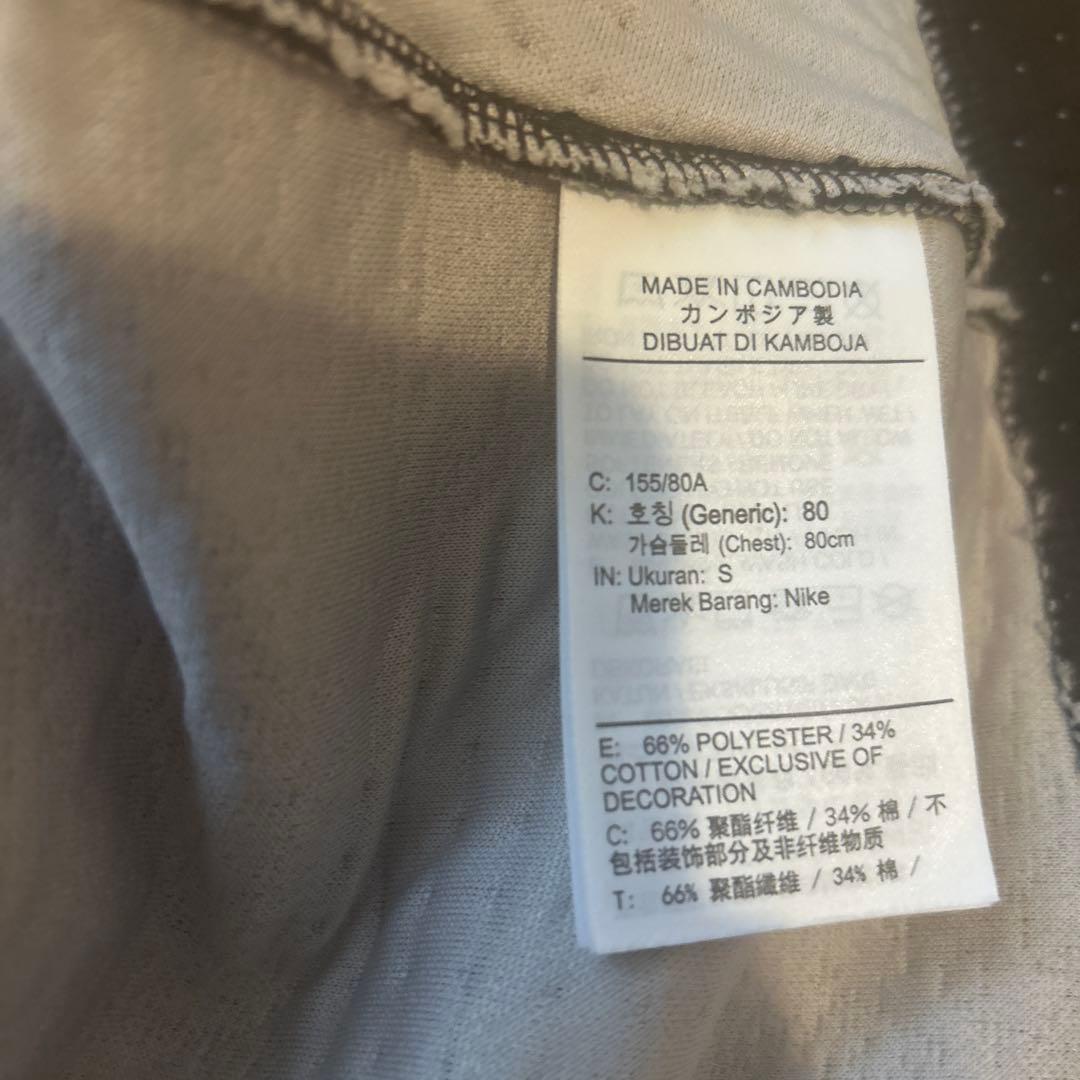 MADE IN CAMBODIA
カンボジア製
DIBUAT DI KAMBOJA
C: 155/80A
K: 호칭 (Generic): 80
가슴둘레 (Chest): 80cm
IN: Ukuran: S
Merek Barang: Nike
E: 66% POLYESTER / 34%
COTTON / EXCLUSIVE OF
DECORATION
C: 66% 聚酯纤维 / 34% 棉 / 不
包括装饰部分及非纤维物质
T: 66% 聚酯纖維 / 34% 棉 /